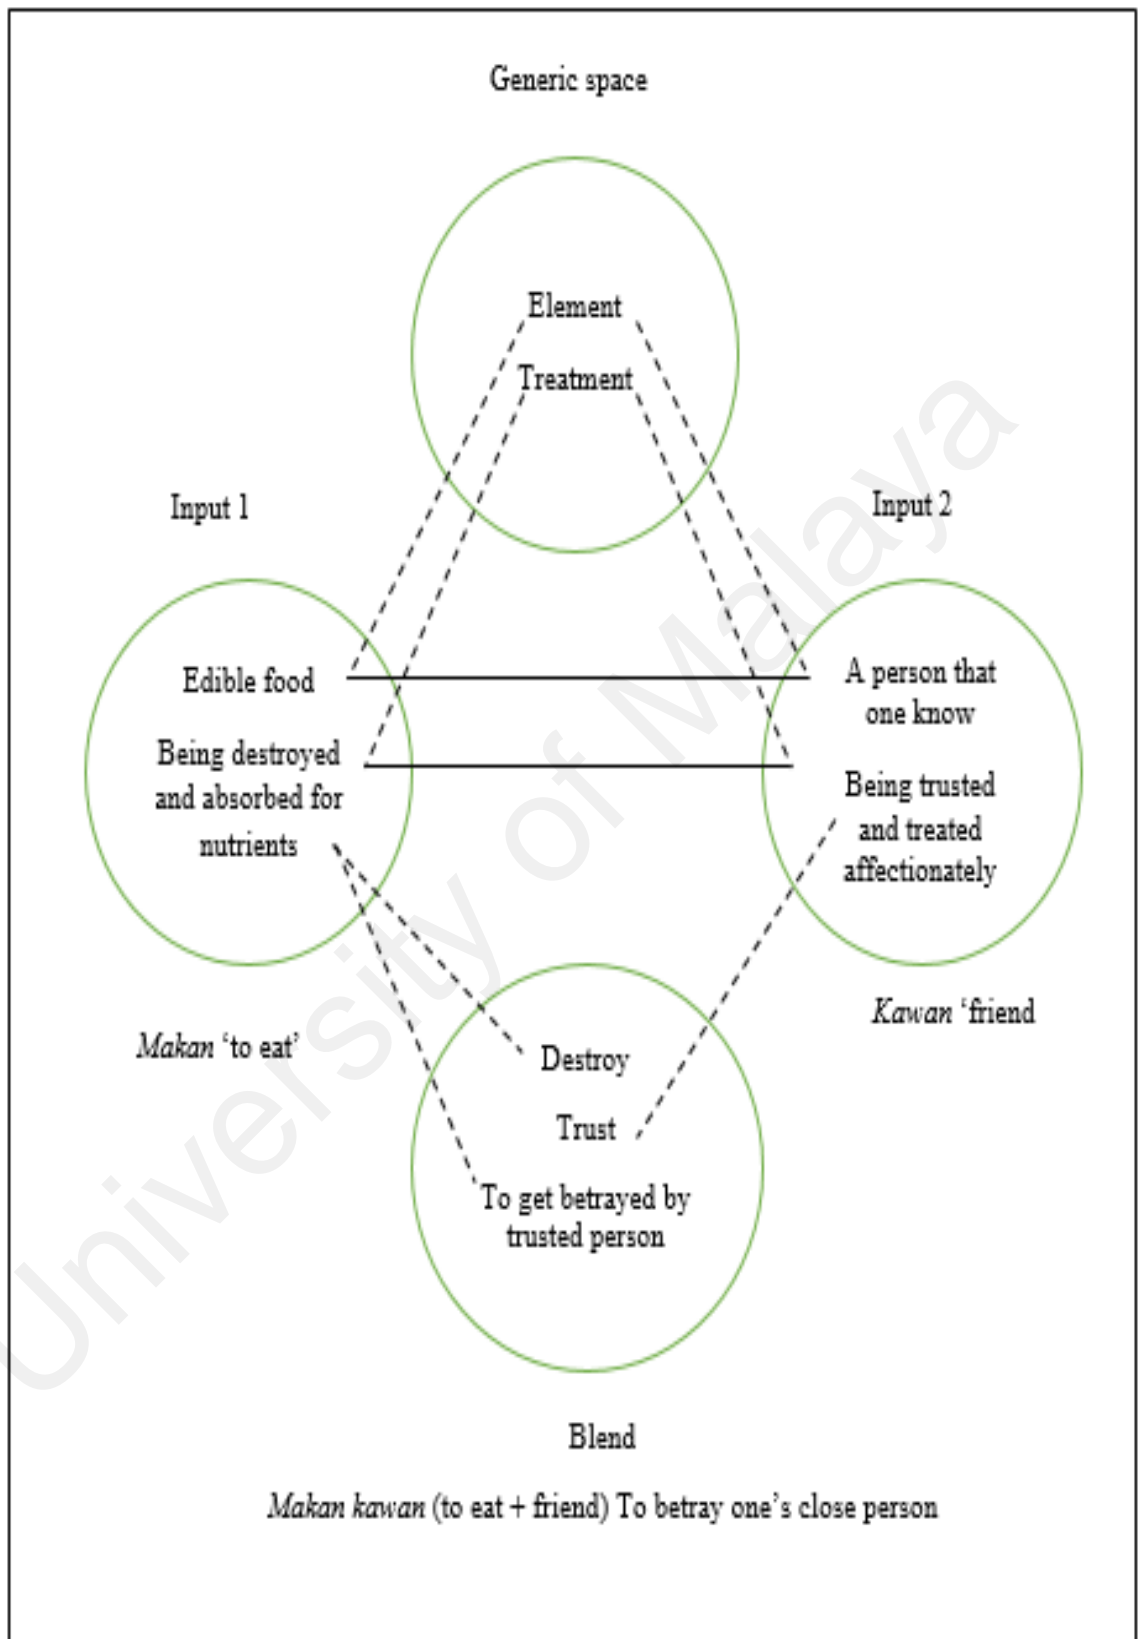 Generic space
Element
Treatment
Input 1
Input 2
Edible food
Being destroyed
and absorbed for
nutrients
A person that
one know
Being trusted
and treated
affectionately
Makan ‘to eat’
Kawan ‘friend
Destroy
Trust
To get betrayed by
trusted person
Blend
Makan kawan (to eat + friend) To betray one’s close person
University of Malaya